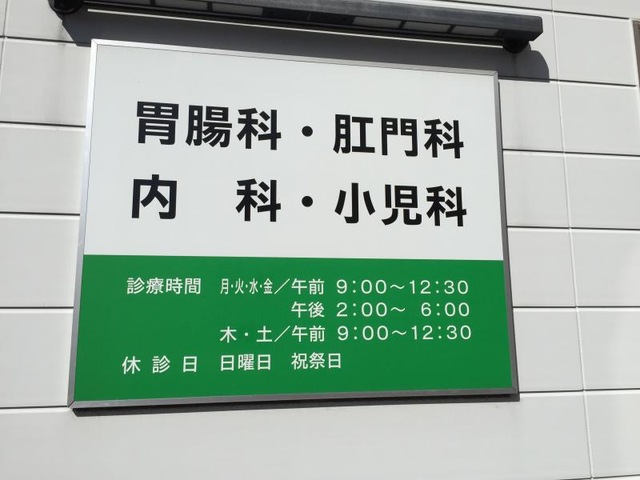 胃腸科・肛門科
内　科・小児科
診療時間　月・火・水・金／午前 9:00～12:30
午後 2:00～ 6:00
木・土／午前 9:00～12:30
休 診 日　日曜日　祝祭日